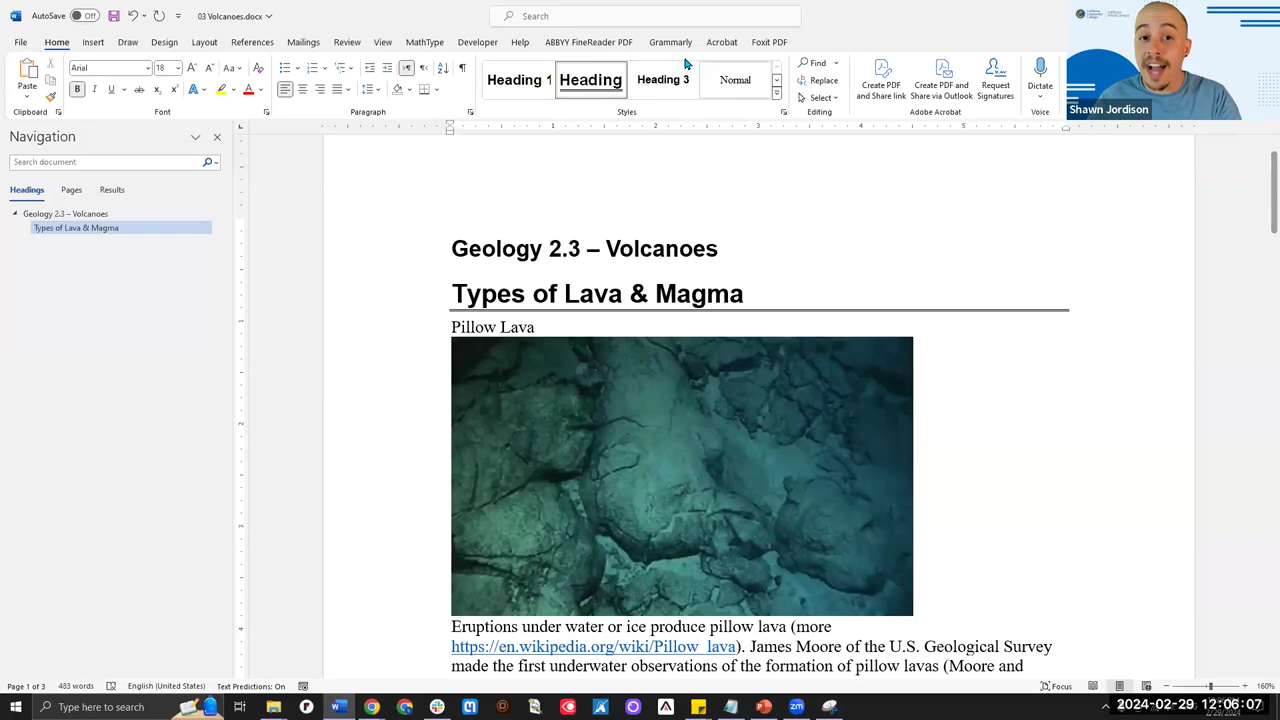 AutoSave Off 03 Volcanoes.docx Search
File Home Insert Draw Design Layout References Mailings Review View MathType Developer Help ABBYY FineReader PDF Grammarly Acrobat Foxit PDF
Paste
Arial 18
Heading 1 Heading Heading 3 Normal
Find
Replace
Select
Create PDF and Share link
Create PDF and Share via Outlook
Request Signatures
Dictate
Clipboard Font Paragraph Styles Editing Adobe Acrobat Voice
Shawn Jordison
Navigation
Search document
Headings Pages Results
Geology 2.3 – Volcanoes
Types of Lava & Magma
1 2 3 4 5
Geology 2.3 – Volcanoes
Types of Lava & Magma
Pillow Lava
Eruptions under water or ice produce pillow lava (more
https://en.wikipedia.org/wiki/Pillow_lava). James Moore of the U.S. Geological Survey
made the first underwater observations of the formation of pillow lavas (Moore and
Page 1 of 3 483 words English (United States) Text Predictions: On Focus 160%
Type here to search
2024-02-29 12:06:07